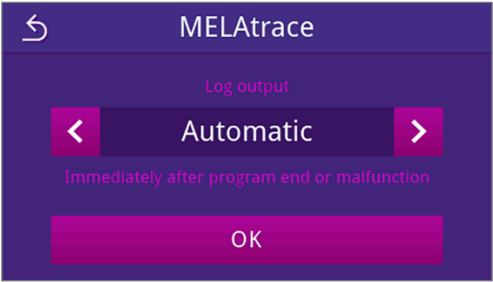 MELAtrace
Log output
Automatic
Immediately after program end or malfunction
OK